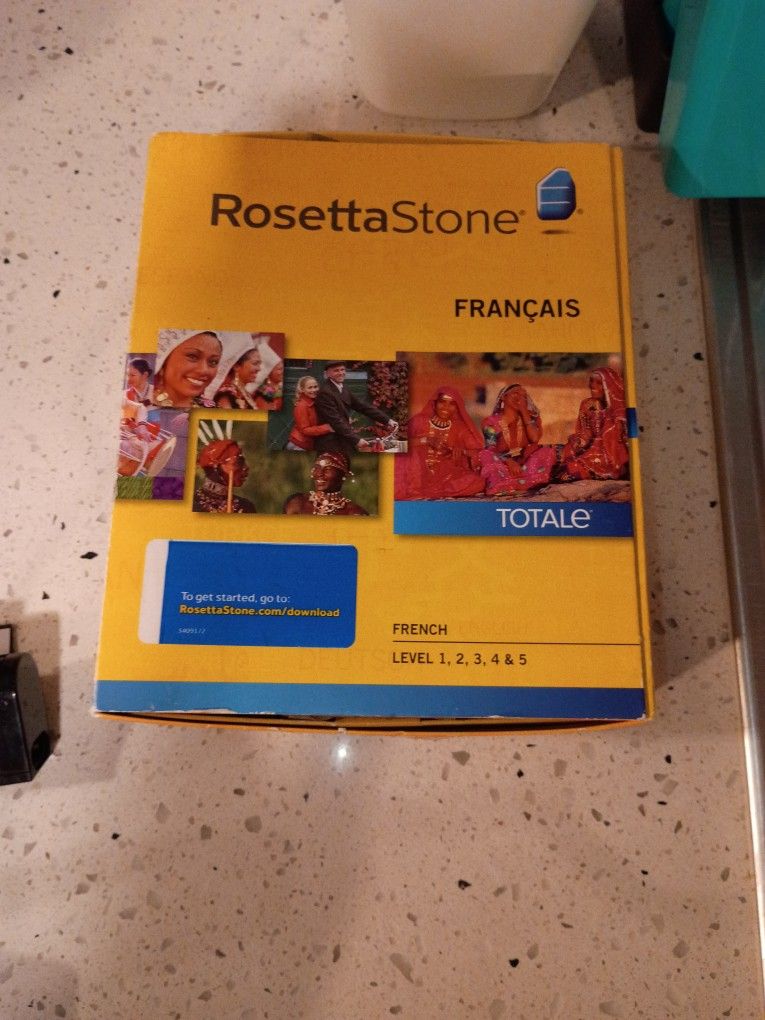 RosettaStone®
FRANÇAIS
TOTALe®
To get started, go to:
RosettaStone.com/download
FRENCH
LEVEL 1, 2, 3, 4 & 5